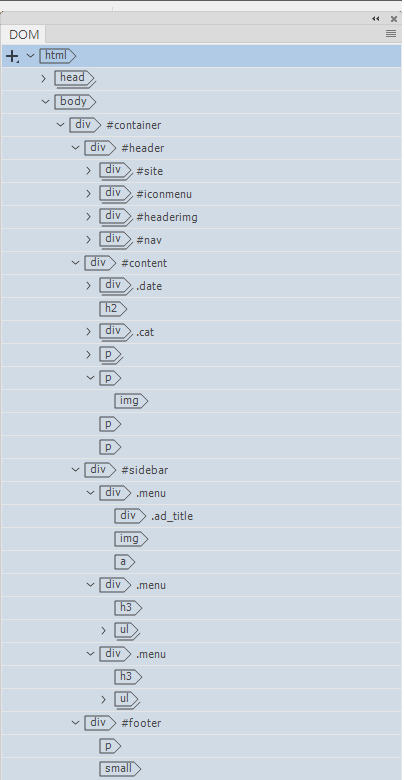 DOM
html
head
body
div #container
div #header
div #site
div #iconmenu
div #headerimg
div #nav
div #content
div .date
h2
div .cat
p
p
img
p
p
div #sidebar
div .menu
div .ad_title
img
a
div .menu
h3
ul
div .menu
h3
ul
div #footer
p
small